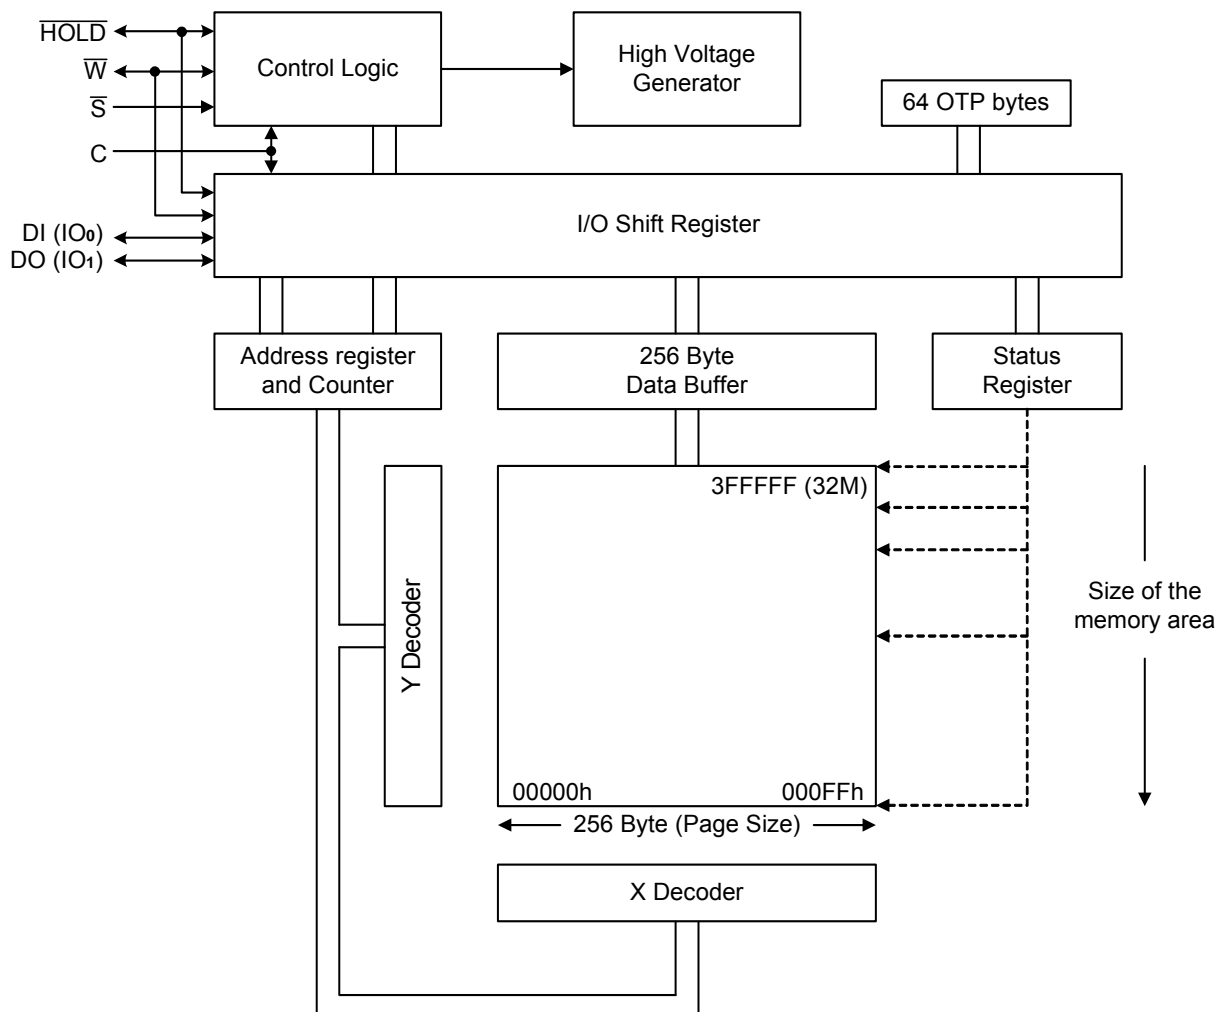 HOLD
W
S
C
DI (IO0)
DO (IO1)
Control Logic
High Voltage
Generator
64 OTP bytes
I/O Shift Register
Address register
and Counter
256 Byte
Data Buffer
Status
Register
Y Decoder
3FFFFF (32M)
00000h
000FFh
256 Byte (Page Size)
Size of the
memory area
X Decoder